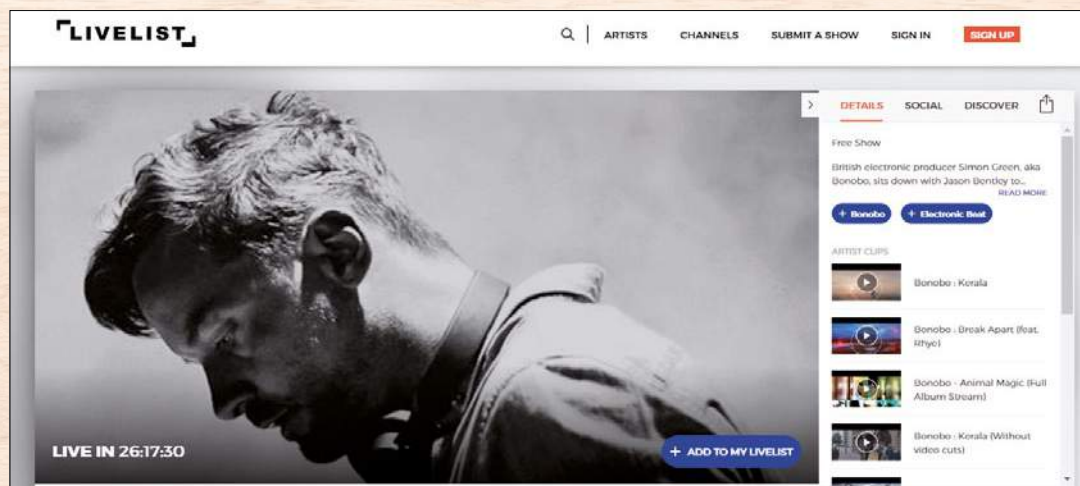 LIVELIST
ARTISTS CHANNELS SUBMIT A SHOW SIGN IN SIGN UP
DETAILS SOCIAL DISCOVER
Free Show
British electronic producer Simon Green, aka
Bonobo, sits down with Jason Bentley to...
READ MORE
+ Bonobo + Electronic Beat
ARTIST CLIPS
Bonobo : Kerala
Bonobo : Break Apart (feat.
Rhye)
Bonobo - Animal Magic (Full
Album Stream)
Bonobo : Kerala (Without
video cuts)
LIVE IN 26:17:30
+ ADD TO MY LIVELIST